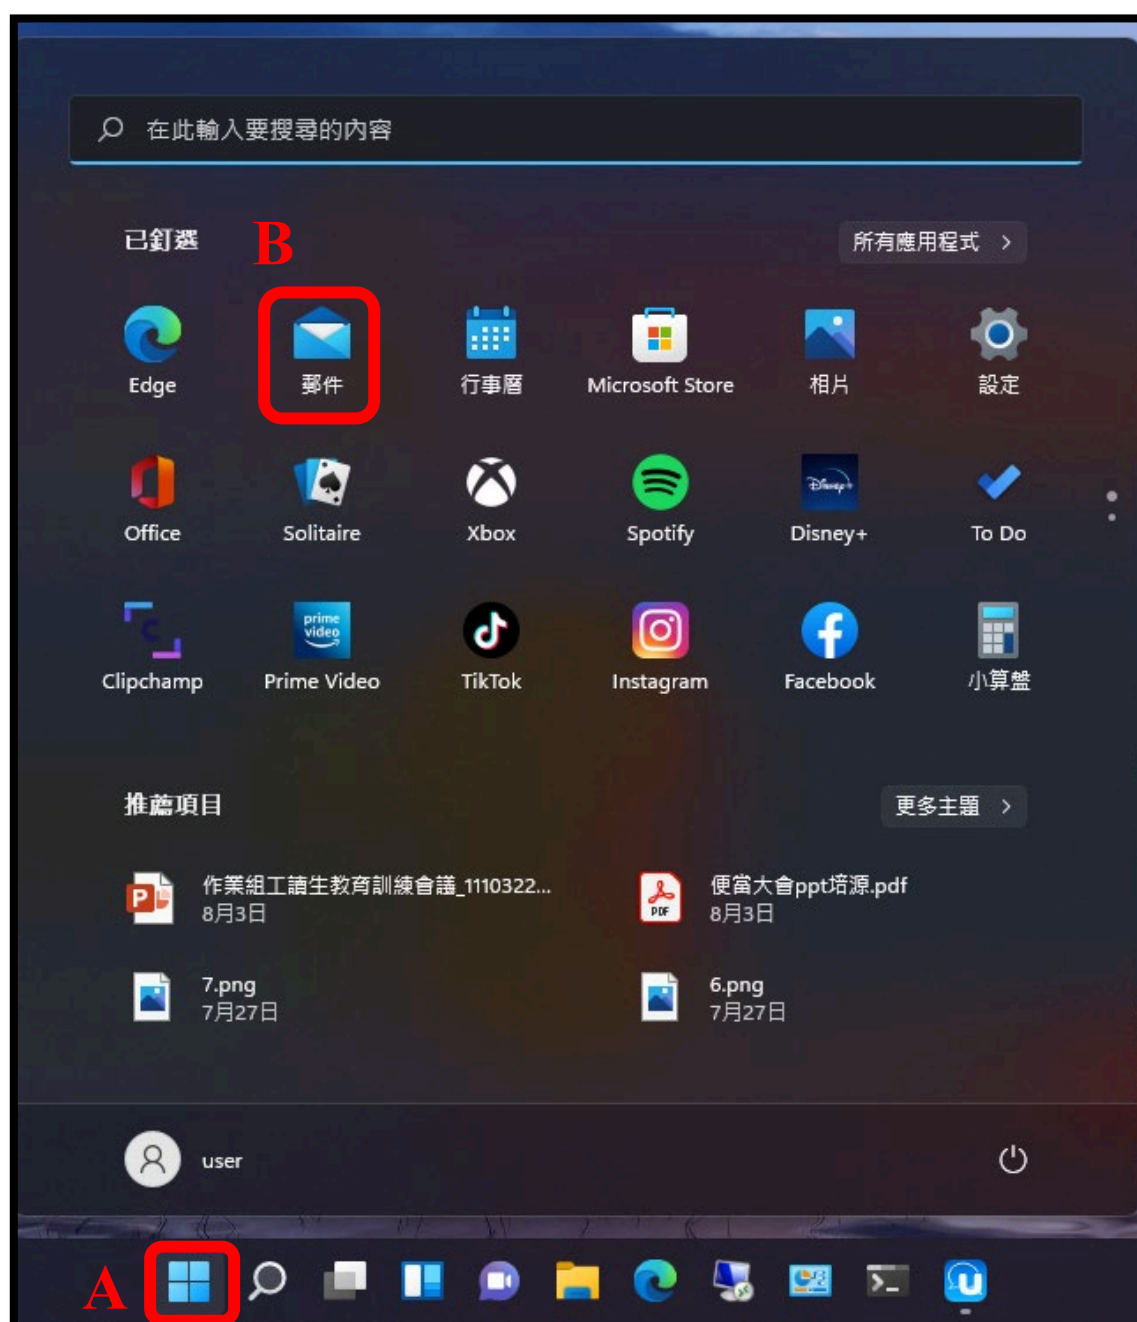 在此輸入要搜尋的內容
已釘選
B
所有應用程式 >
Edge
郵件
行事曆
Microsoft Store
相片
設定
Office
Solitaire
Xbox
Spotify
Disney+
Disney+
To Do
Clipchamp
prime
video
Prime Video
TikTok
Instagram
Facebook
小算盤
推薦項目
更多主題 >
作業組工讀生教育訓練會議_1110322...
8月3日
PDF
便當大會ppt培源.pdf
8月3日
7.png
7月27日
6.png
7月27日
user
A